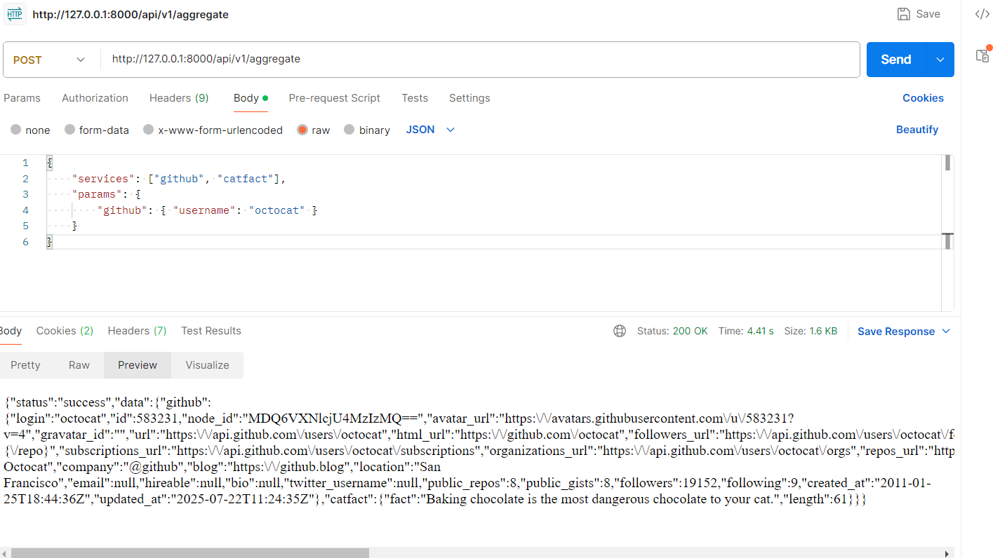 HTTP
http://127.0.0.1:8000/api/v1/aggregate
Save
POST
http://127.0.0.1:8000/api/v1/aggregate
Send
Params Authorization Headers (9) Body Pre-request Script Tests Settings Cookies
none form-data x-www-form-urlencoded raw binary JSON Beautify
1 {
2 "services": ["github", "catfact"],
3 "params": {
4 "github": { "username": "octocat" }
5 }
6 }
Body Cookies (2) Headers (7) Test Results Status: 200 OK Time: 4.41 s Size: 1.6 KB Save Response
Pretty Raw Preview Visualize
{"status":"success","data":{"github":
{"login":"octocat","id":583231,"node_id":"MDQ6VXNlcjU4MzIzMQ==","avatar_url":"https:\/\/avatars.githubusercontent.com\/u\/583231?
v=4","gravatar_id":"","url":"https:\/\/api.github.com\/users\/octocat","html_url":"https:\/\/github.com\/octocat","followers_url":"https:\/\/api.github.com\/users\/octocat\/fo
{\/repo}","subscriptions_url":"https:\/\/api.github.com\/users\/octocat\/subscriptions","organizations_url":"https:\/\/api.github.com\/users\/octocat\/orgs","repos_url":"http
Octocat","company":"@github","blog":"https:\/\/github.blog","location":"San
Francisco","email":null,"hireable":null,"bio":null,"twitter_username":null,"public_repos":8,"public_gists":8,"followers":19152,"following":9,"created_at":"2011-01-
25T18:44:36Z","updated_at":"2025-07-22T11:24:35Z"},"catfact":{"fact":"Baking chocolate is the most dangerous chocolate to your cat.","length":61}}}